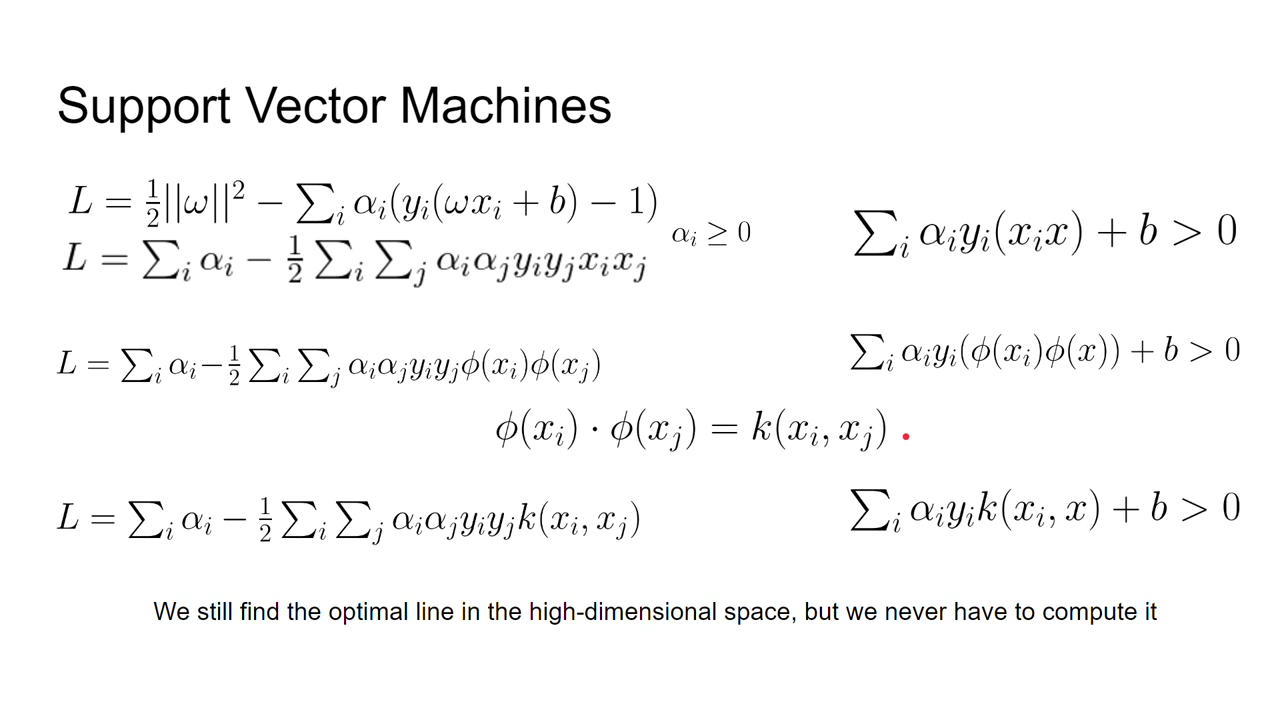 Support Vector Machines
L = ½||ω||² − ∑ᵢ αᵢ(yᵢ(ωxᵢ + b) − 1)
αᵢ ≥ 0
∑ᵢ αᵢyᵢ(xᵢx) + b > 0
L = ∑ᵢ αᵢ − ½ ∑ᵢ ∑ⱼ αᵢαⱼyᵢyⱼxᵢxⱼ
L = ∑ᵢ αᵢ − ½ ∑ᵢ ∑ⱼ αᵢαⱼyᵢyⱼϕ(xᵢ)ϕ(xⱼ)
∑ᵢ αᵢyᵢ(ϕ(xᵢ)ϕ(x)) + b > 0
ϕ(xᵢ) · ϕ(xⱼ) = k(xᵢ, xⱼ)
L = ∑ᵢ αᵢ − ½ ∑ᵢ ∑ⱼ αᵢαⱼyᵢyⱼk(xᵢ, xⱼ)
∑ᵢ αᵢyᵢk(xᵢ, x) + b > 0
We still find the optimal line in the high-dimensional space, but we never have to compute it